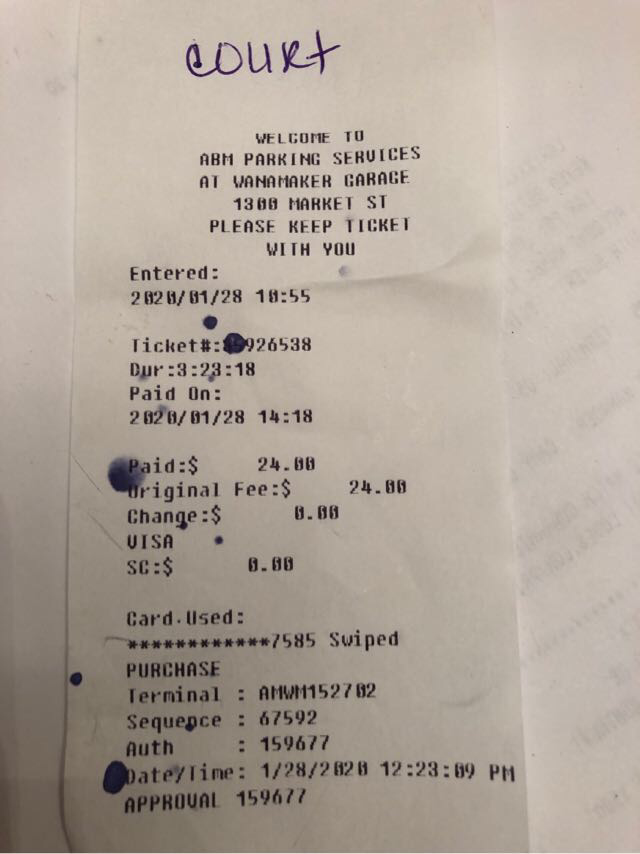 COURT
WELCOME TO
ABM PARKING SERVICES
AT WANAMAKER GARAGE
1300 MARKET ST
PLEASE KEEP TICKET
WITH YOU
Entered:
2020/01/28 10:55
Ticket#:
Dur:3:23:18
Paid On:
2020/01/28 14:18
Paid:$ 24.00
Original Fee:$ 24.00
Change:$ 0.00
VISA
SC:$ 0.00
Card Used:
************7585 Swiped
PURCHASE
Terminal : AMWM152702
Sequence : 67592
Auth : 159677
Date/Time: 1/28/2020 12:23:09 PM
APPROVAL 159677